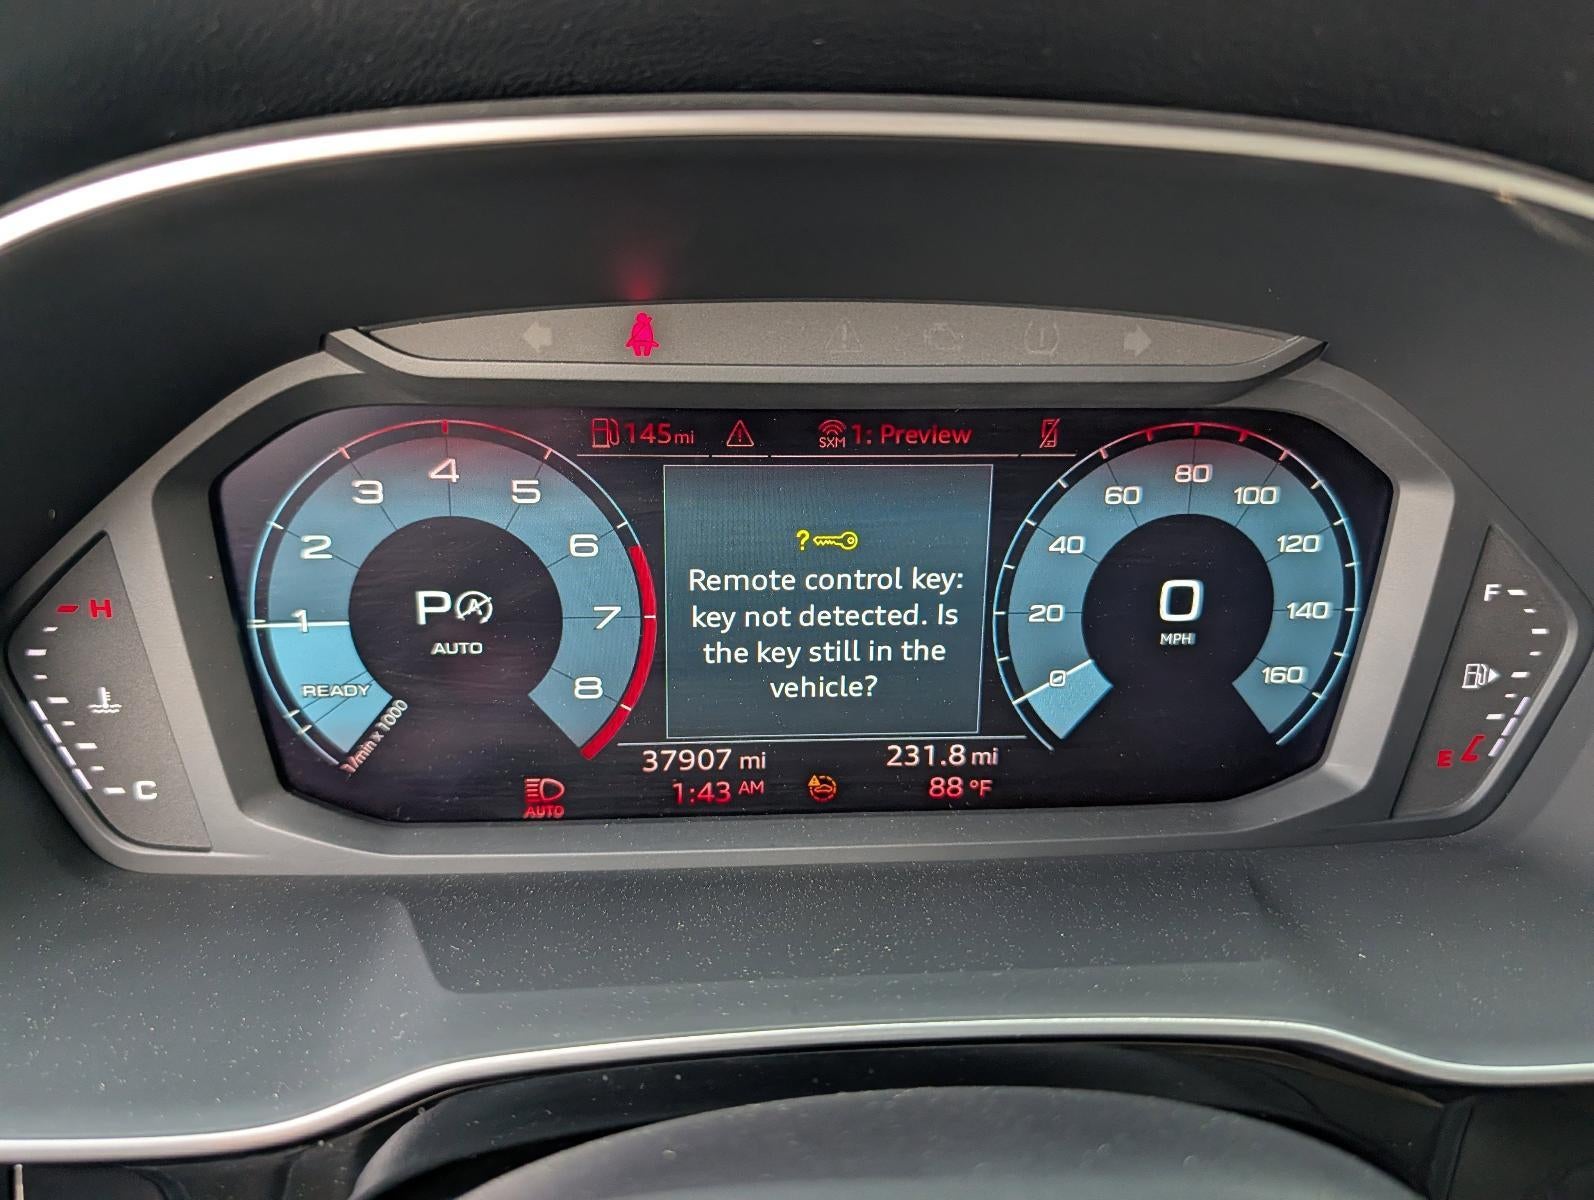 145 mi
SXM 1: Preview
4
3
5
2
6
1
7
8
READY
1/min x 1000
P A
AUTO
?
Remote control key:
key not detected. Is
the key still in the
vehicle?
80
60
100
40
120
20
140
0
160
0
MPH
H
C
F
E
37907 mi
231.8 mi
AUTO
1:43 AM
88 °F